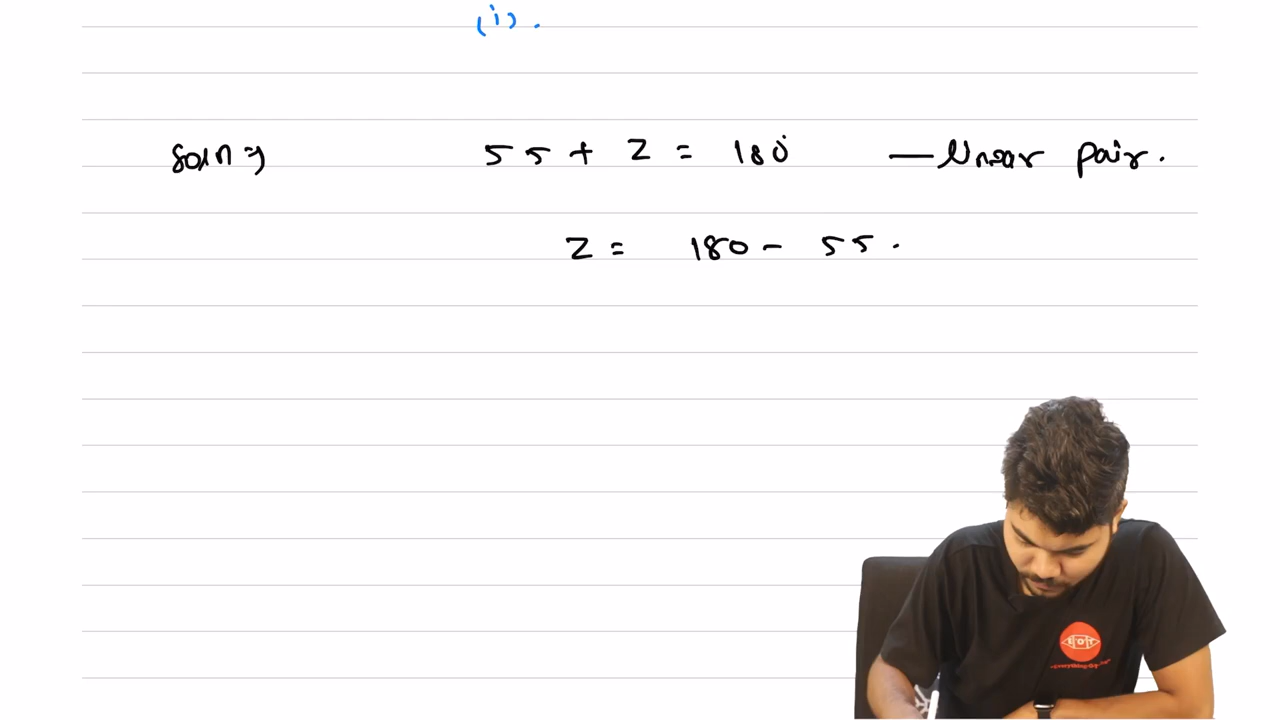 (i).
Soln ⇒ 55 + Z = 180° — linear pair.
Z = 180 - 55.